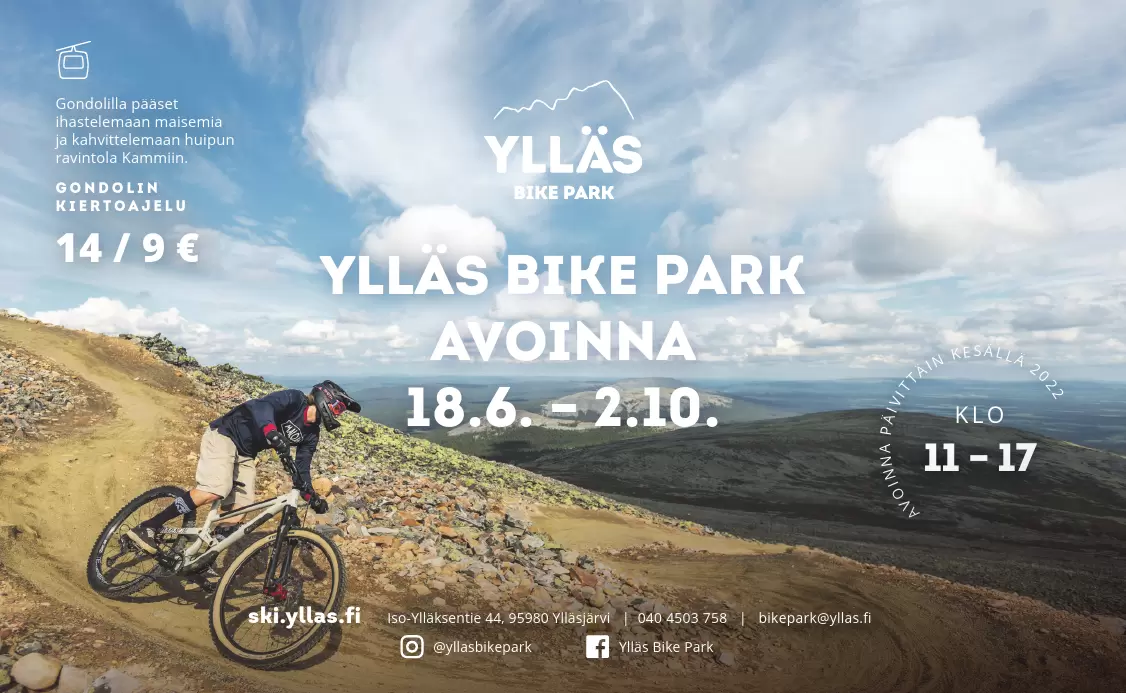 Gondolilla pääset
ihastelemaan maisemia
ja kahvittelemaan huipun
ravintola Kammiin.
GONDOLIN
KIERTOAJELU
14 / 9 €
YLLÄS
BIKE PARK
YLLÄS BIKE PARK
AVOINNA
18.6. – 2.10.
AVOINNA PÄIVITTÄIN KESÄLLÄ 2022
KLO
11 – 17
ski.yllas.fi Iso-Ylläksentie 44, 95980 Ylläsjärvi | 040 4503 758 | bikepark@yllas.fi
@yllasbikepark Ylläs Bike Park